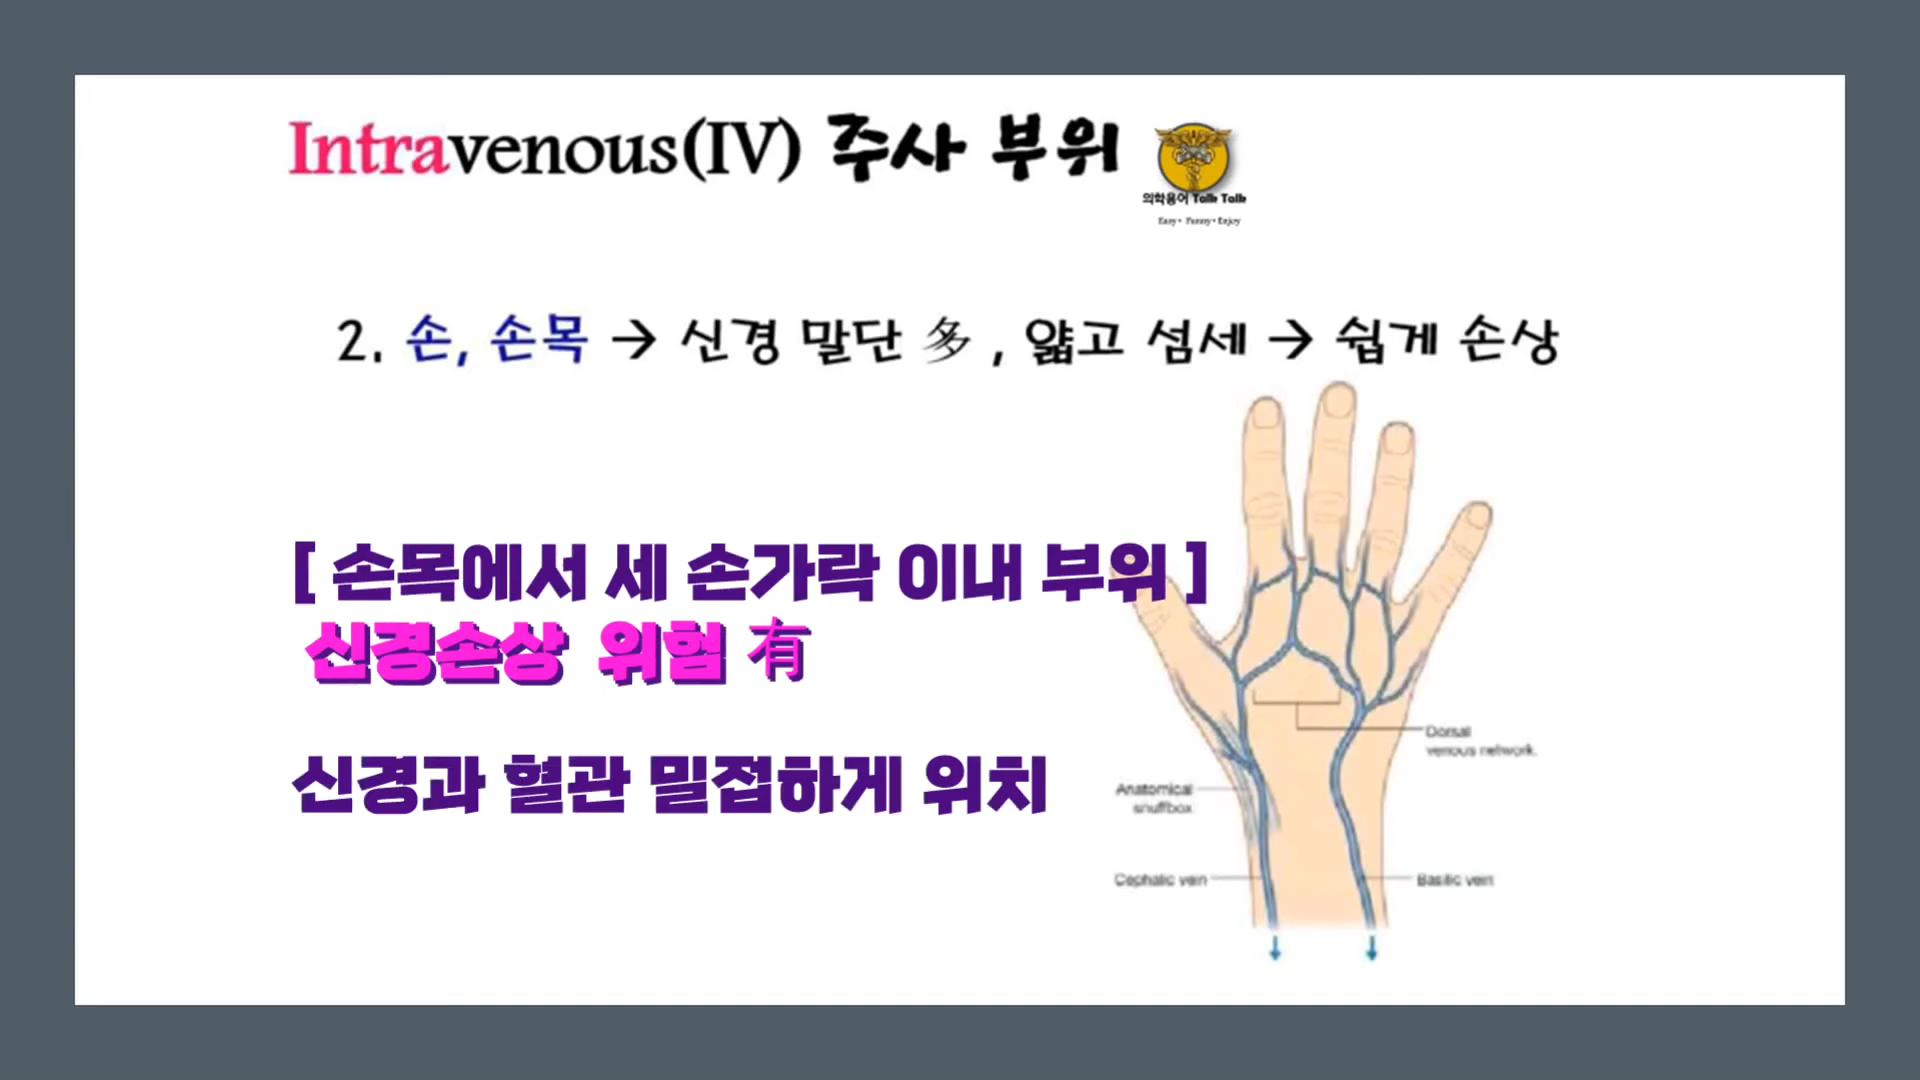 Intravenous(IV) 주사 부위
의학용어 Talk Talk
Easy• Funny•Enjoy
2. 손, 손목 → 신경 말단 多 , 얇고 섬세 → 쉽게 손상
[ 손목에서 세 손가락 이내 부위 ]
신경손상 위험 有
신경과 혈관 밀접하게 위치
Dorsal
venous network
Anatomical
snuffbox
Cephalic vein
Basilic vein